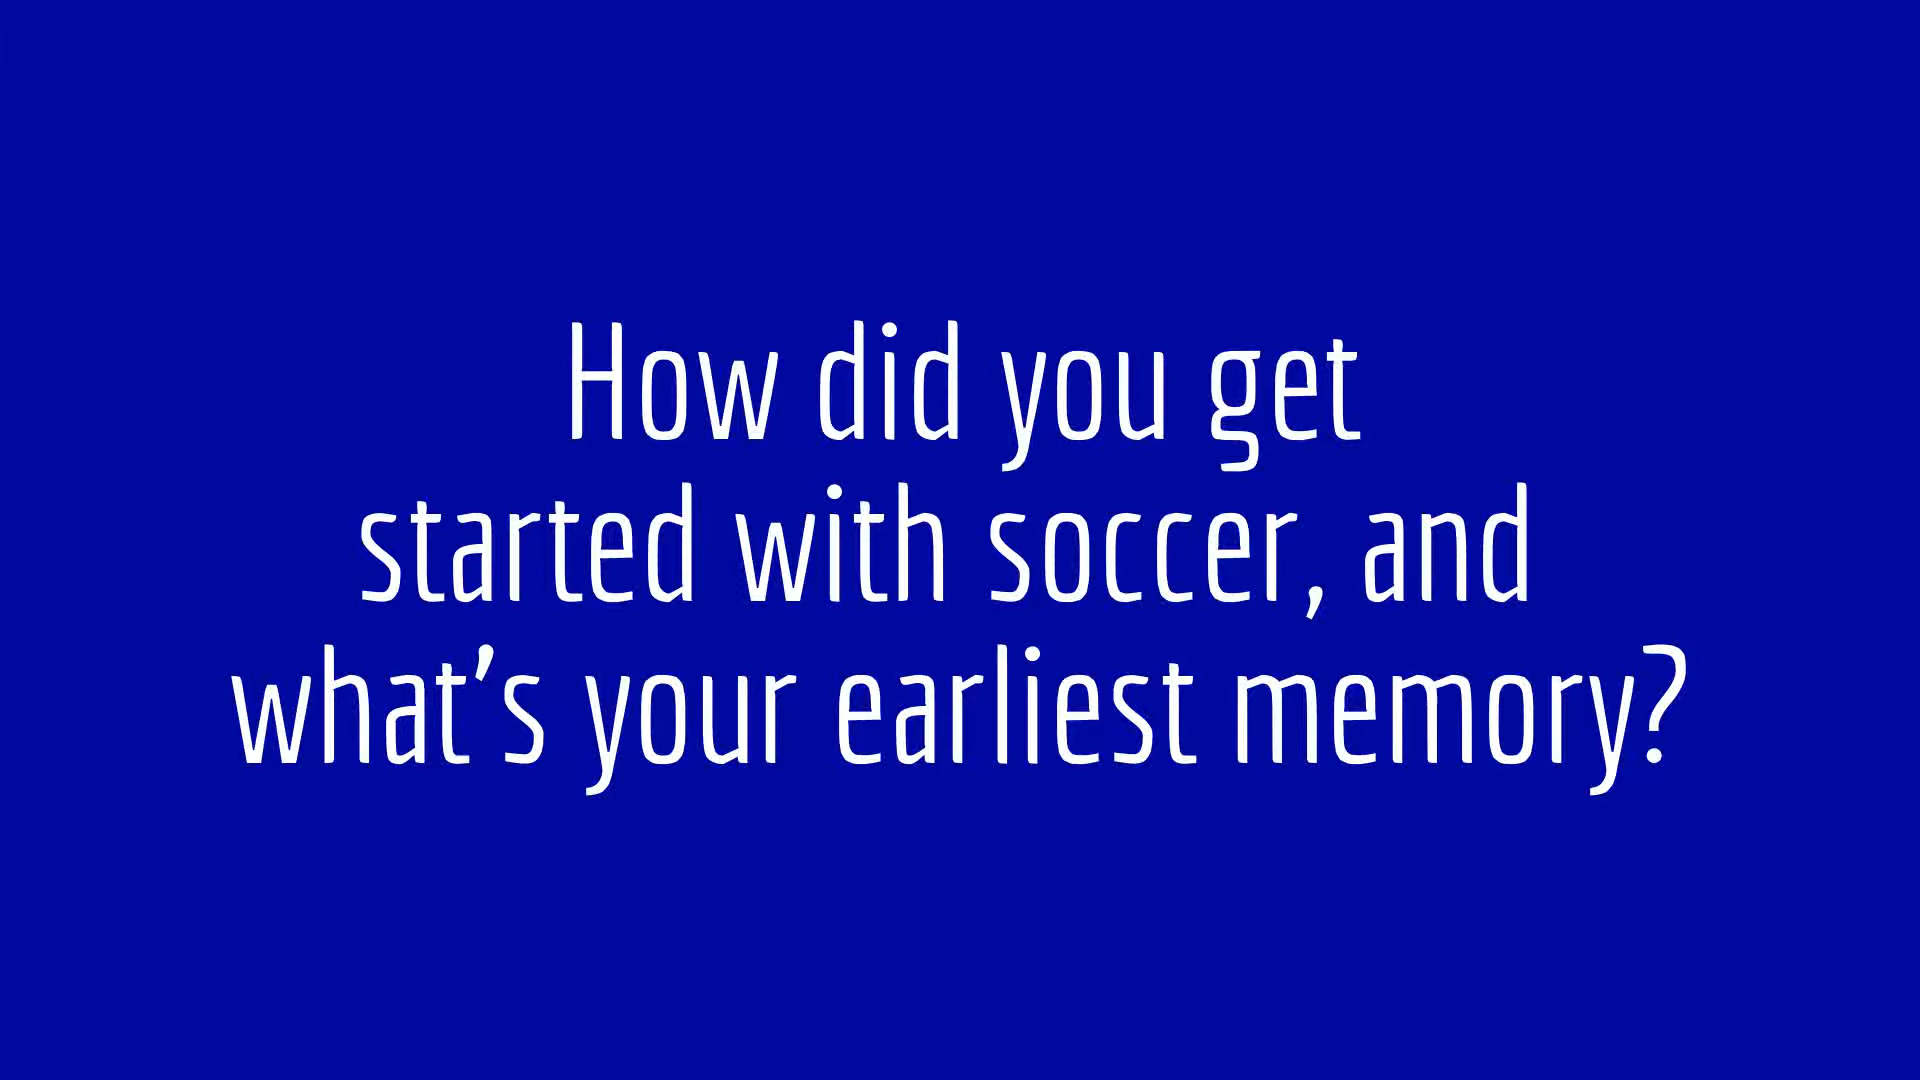 How did you get
started with soccer, and
what’s your earliest memory?